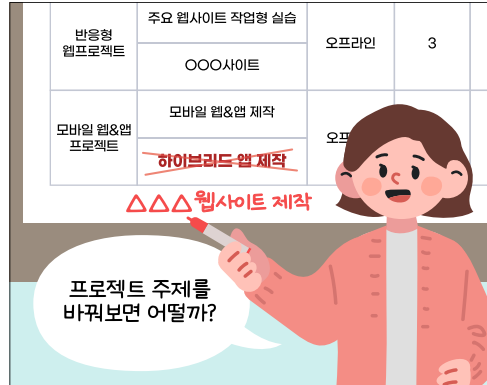 반응형
웹프로젝트
주요 웹사이트 작업형 실습
오프라인
3
○○○사이트
모바일 웹&앱
프로젝트
모바일 웹&앱 제작
하이브리드 앱 제작
△△△웹사이트 제작
프로젝트 주제를
바꿔보면 어떨까?